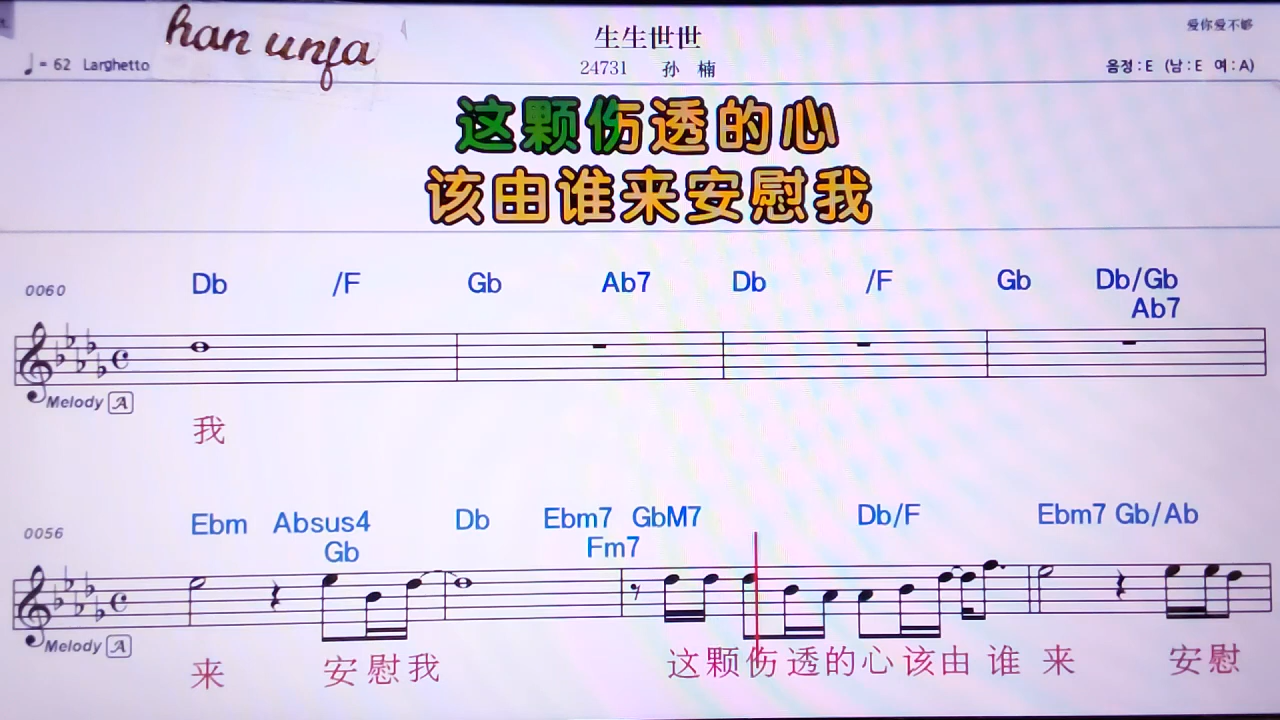 han unfa
生生世世
爱你爱不够
♩= 62 Larghetto
24731 孙 楠
음정:E (남:E 여:A)
这颗伤透的心
该由谁来安慰我
0060
Db /F Gb Ab7 Db /F Gb Db/Gb
Ab7
Melody A
我
0056
Ebm Absus4 Db Ebm7 GbM7 Db/F Ebm7 Gb/Ab
Gb Fm7
Melody A
来 安慰我 这颗伤透的心该由谁来 安慰